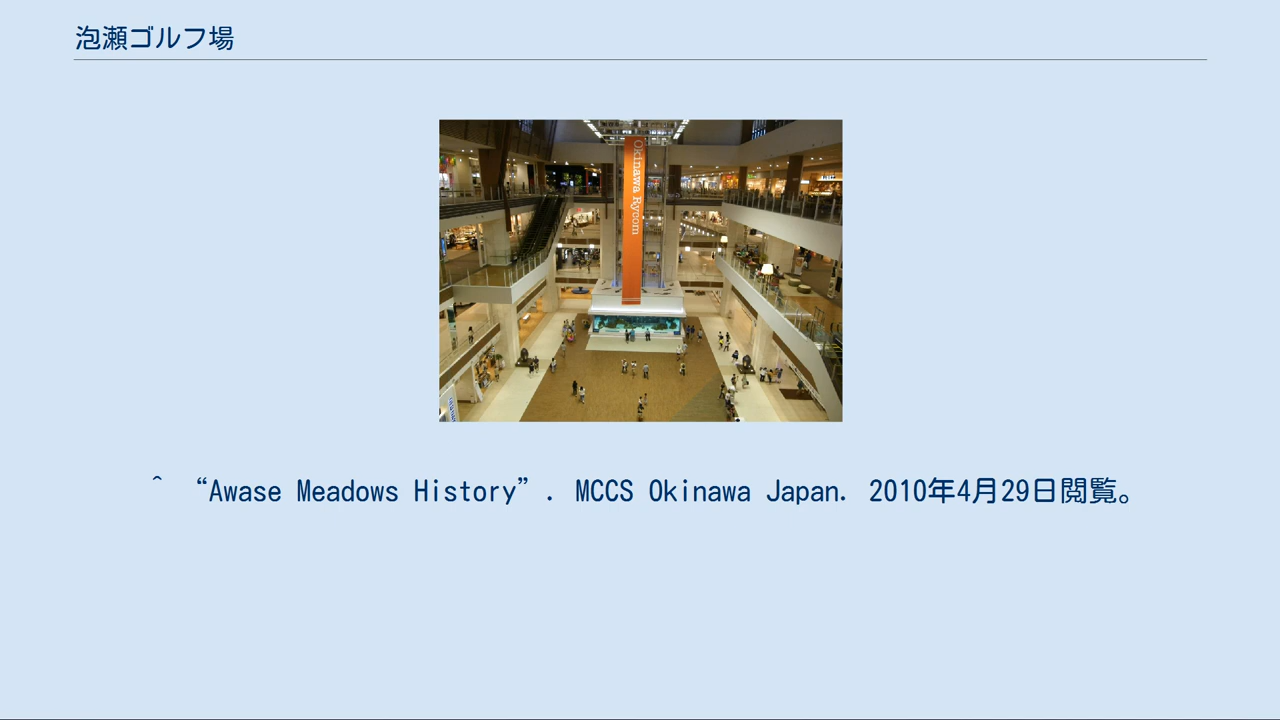 泡瀬ゴルフ場
Okinawa Rycom
^ “Awase Meadows History”. MCCS Okinawa Japan. 2010年4月29日閲覧。